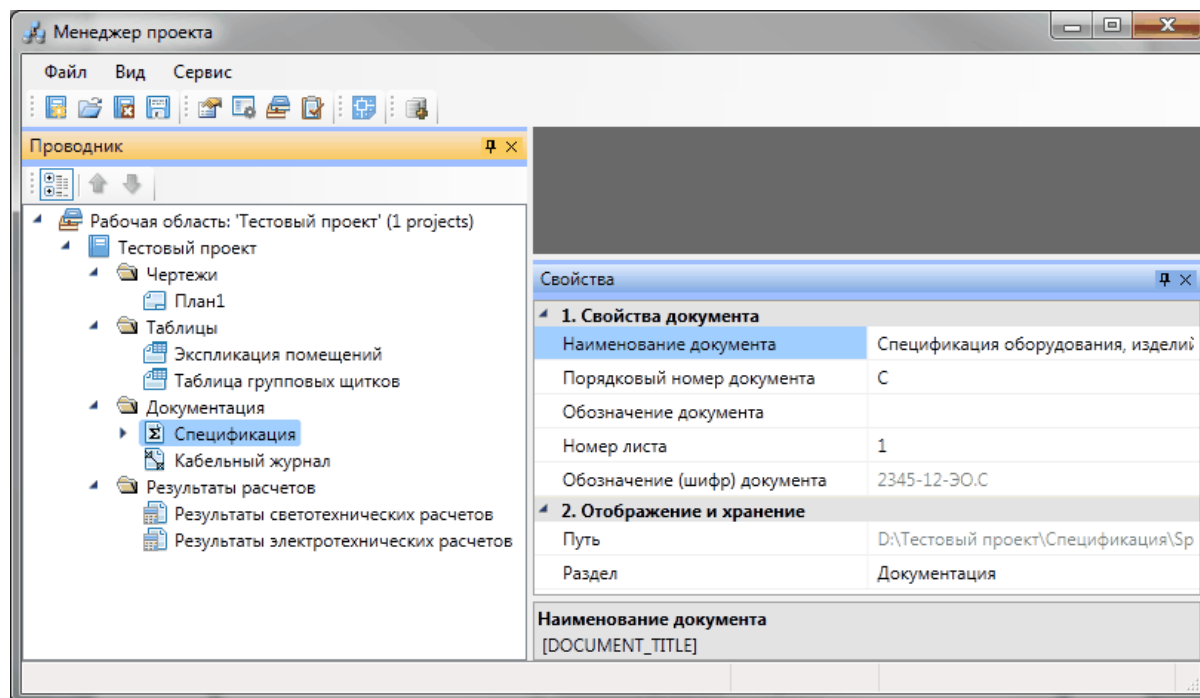 Менеджер проекта
Файл Вид Сервис
Проводник
Рабочая область: 'Тестовый проект' (1 projects)
Тестовый проект
Чертежи
План1
Таблицы
Экспликация помещений
Таблица групповых щитков
Документация
Спецификация
Кабельный журнал
Результаты расчетов
Результаты светотехнических расчетов
Результаты электротехнических расчетов
Свойства
1. Свойства документа
Наименование документа Спецификация оборудования, изделий
Порядковый номер документа С
Обозначение документа
Номер листа 1
Обозначение (шифр) документа 2345-12-ЭО.С
2. Отображение и хранение
Путь D:\Тестовый проект\Спецификация\Sp
Раздел Документация
Наименование документа
[DOCUMENT_TITLE]